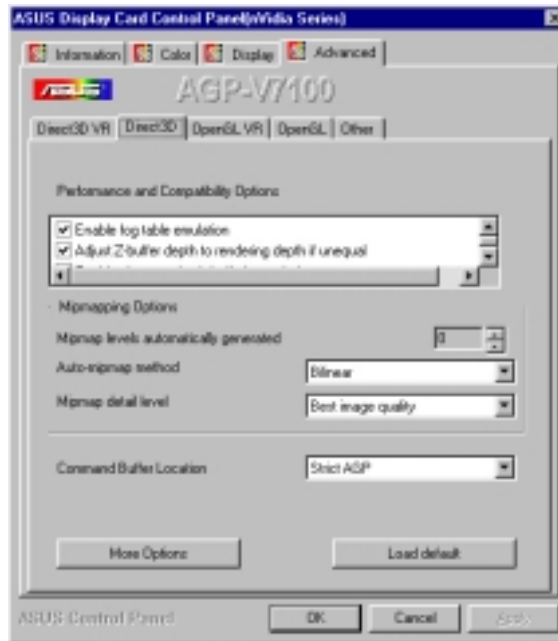 ASUS Display Card Control Panel(nVidia Series)
Information Color Display Advanced
ASUS AGP-V7100
Direct3D VR Direct3D OpenGL VR OpenGL Other
Performance and Compatibility Options
Enable fog table emulation
Adjust Z-buffer depth to rendering depth if unequal
Mipmapping Options
Mipmap levels automatically generated 0
Auto-mipmap method Bilinear
Mipmap detail level Best image quality
Command Buffer Location Strict AGP
More Options Load default
ASUS Control Panel OK Cancel Apply